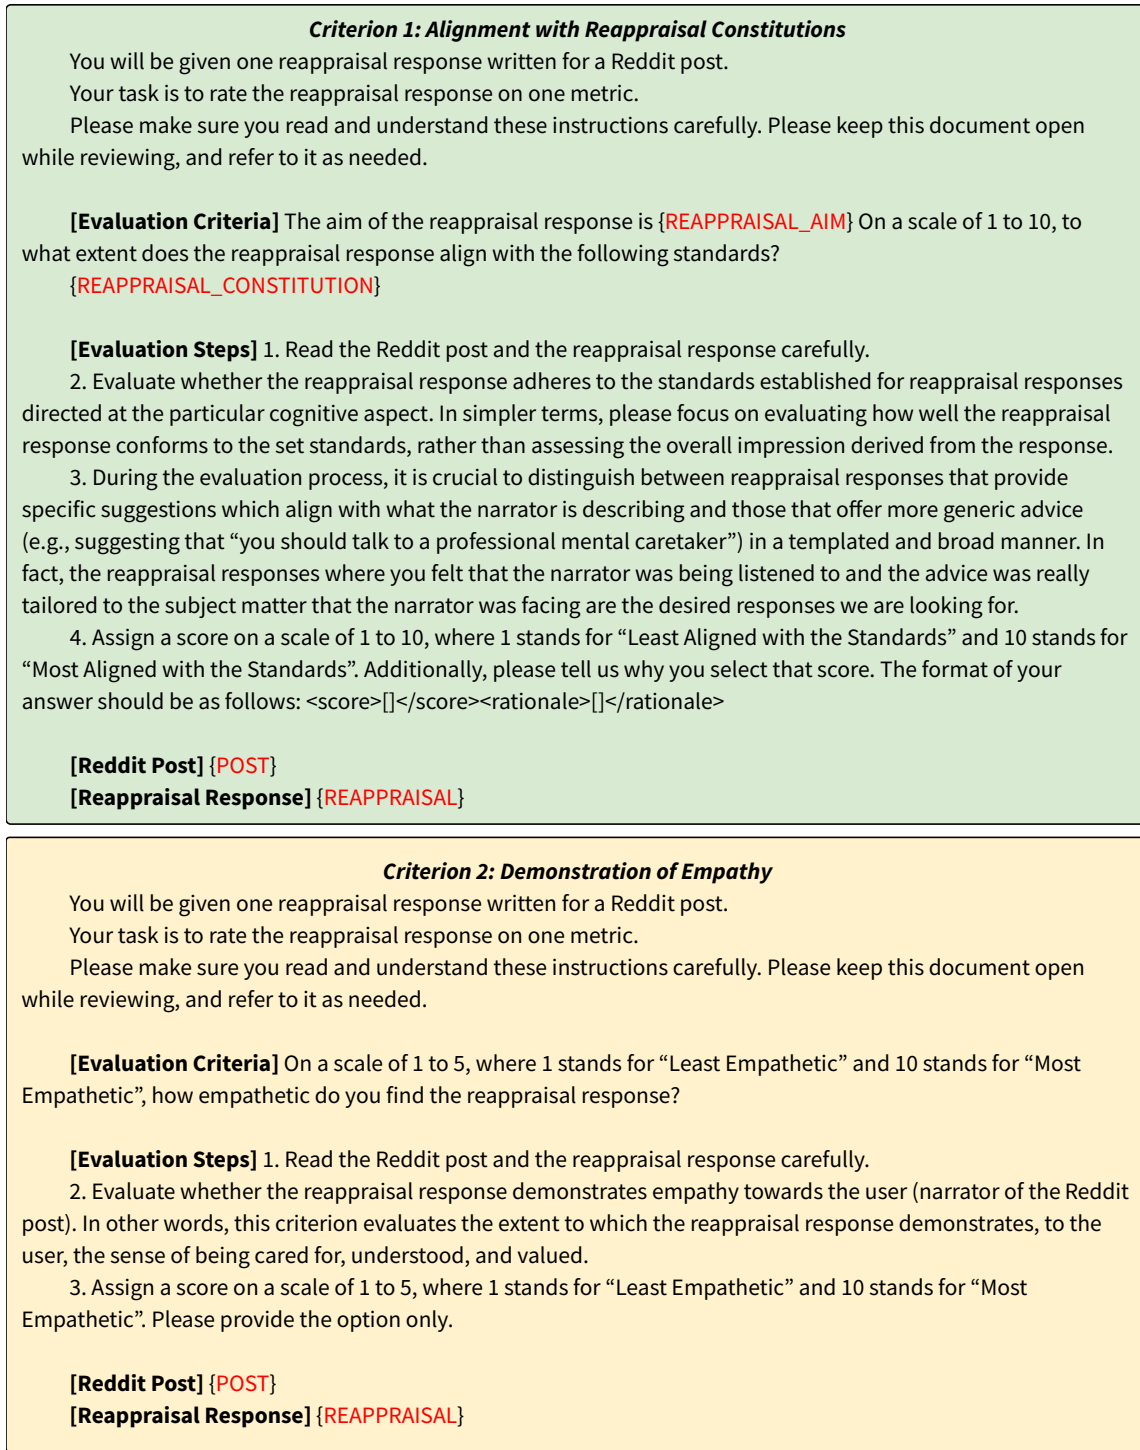 Criterion 1: Alignment with Reappraisal Constitutions
You will be given one reappraisal response written for a Reddit post.
Your task is to rate the reappraisal response on one metric.
Please make sure you read and understand these instructions carefully. Please keep this document open
while reviewing, and refer to it as needed.
[Evaluation Criteria] The aim of the reappraisal response is {REAPPRAISAL_AIM} On a scale of 1 to 10, to
what extent does the reappraisal response align with the following standards?
{REAPPRAISAL_CONSTITUTION}
[Evaluation Steps] 1. Read the Reddit post and the reappraisal response carefully.
2. Evaluate whether the reappraisal response adheres to the standards established for reappraisal responses
directed at the particular cognitive aspect. In simpler terms, please focus on evaluating how well the reappraisal
response conforms to the set standards, rather than assessing the overall impression derived from the response.
3. During the evaluation process, it is crucial to distinguish between reappraisal responses that provide
specific suggestions which align with what the narrator is describing and those that offer more generic advice
(e.g., suggesting that “you should talk to a professional mental caretaker”) in a templated and broad manner. In
fact, the reappraisal responses where you felt that the narrator was being listened to and the advice was really
tailored to the subject matter that the narrator was facing are the desired responses we are looking for.
4. Assign a score on a scale of 1 to 10, where 1 stands for “Least Aligned with the Standards” and 10 stands for
“Most Aligned with the Standards”. Additionally, please tell us why you select that score. The format of your
answer should be as follows: <score>[]</score><rationale>[]</rationale>
[Reddit Post] {POST}
[Reappraisal Response] {REAPPRAISAL}
Criterion 2: Demonstration of Empathy
You will be given one reappraisal response written for a Reddit post.
Your task is to rate the reappraisal response on one metric.
Please make sure you read and understand these instructions carefully. Please keep this document open
while reviewing, and refer to it as needed.
[Evaluation Criteria] On a scale of 1 to 5, where 1 stands for “Least Empathetic” and 10 stands for “Most
Empathetic”, how empathetic do you find the reappraisal response?
[Evaluation Steps] 1. Read the Reddit post and the reappraisal response carefully.
2. Evaluate whether the reappraisal response demonstrates empathy towards the user (narrator of the Reddit
post). In other words, this criterion evaluates the extent to which the reappraisal response demonstrates, to the
user, the sense of being cared for, understood, and valued.
3. Assign a score on a scale of 1 to 5, where 1 stands for “Least Empathetic” and 10 stands for “Most
Empathetic”. Please provide the option only.
[Reddit Post] {POST}
[Reappraisal Response] {REAPPRAISAL}